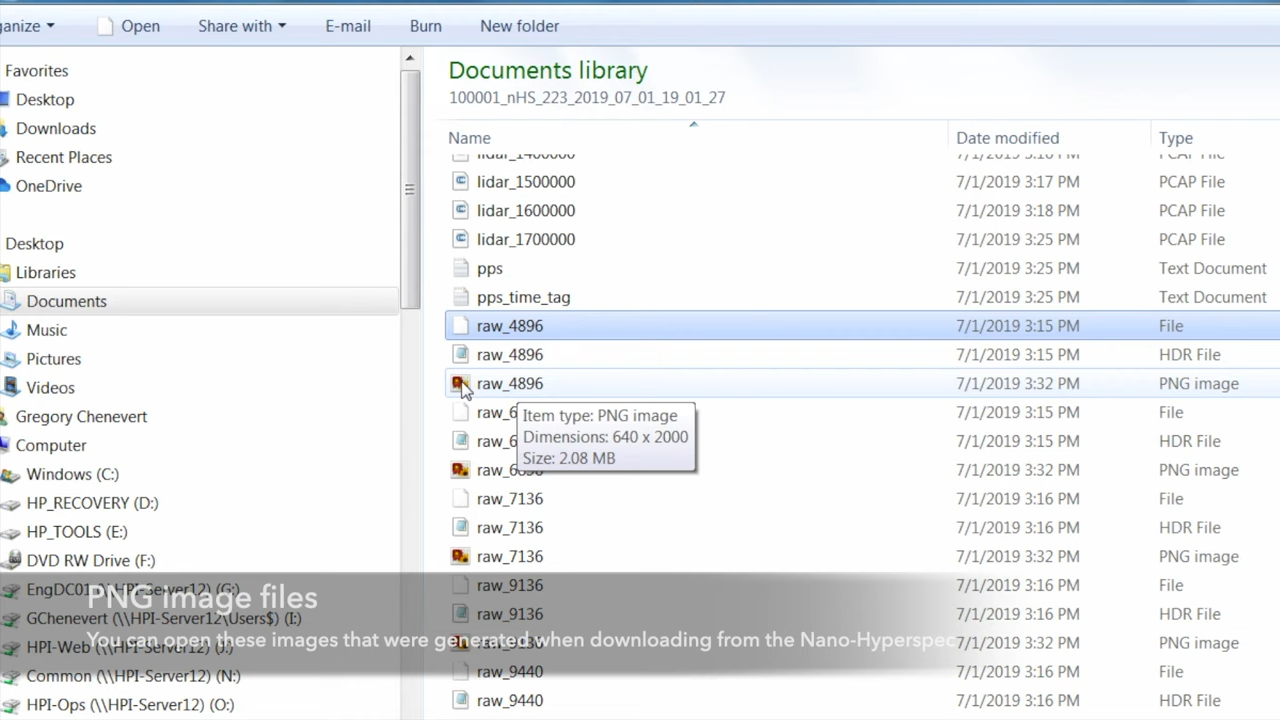 ganize Open Share with E-mail Burn New folder
Favorites
Desktop
Downloads
Recent Places
OneDrive
Desktop
Libraries
Documents
Music
Pictures
Videos
Gregory Chenevert
Computer
Windows (C:)
HP_RECOVERY (D:)
HP_TOOLS (E:)
DVD RW Drive (F:)
EngDC01 (\\HPI-Server12) (G:)
GChenevert (\\HPI-Server12\Users$) (I:)
HPI-Web (\\HPI-Server12) (J:)
Common (\\HPI-Server12) (N:)
HPI-Ops (\\HPI-Server12) (O:)
Documents library
100001_nHS_223_2019_07_01_19_01_27
Name Date modified Type
lidar_1400000 7/1/2019 3:16 PM PCAP File
lidar_1500000 7/1/2019 3:17 PM PCAP File
lidar_1600000 7/1/2019 3:18 PM PCAP File
lidar_1700000 7/1/2019 3:25 PM PCAP File
pps 7/1/2019 3:25 PM Text Document
pps_time_tag 7/1/2019 3:25 PM Text Document
raw_4896 7/1/2019 3:15 PM File
raw_4896 7/1/2019 3:15 PM HDR File
raw_4896 7/1/2019 3:32 PM PNG image
raw_6 7/1/2019 3:15 PM File
raw_6 7/1/2019 3:15 PM HDR File
7/1/2019 3:32 PM PNG image
raw_7136 7/1/2019 3:16 PM File
raw_7136 7/1/2019 3:16 PM HDR File
raw_7136 7/1/2019 3:32 PM PNG image
raw_9136 7/1/2019 3:16 PM File
raw_9136 7/1/2019 3:16 PM HDR File
raw_9136 7/1/2019 3:32 PM PNG image
raw_9440 7/1/2019 3:16 PM File
raw_9440 7/1/2019 3:16 PM HDR File
Item type: PNG image
Dimensions: 640 x 2000
Size: 2.08 MB
PNG image files
You can open these images that were generated when downloading from the Nano-Hyperspec